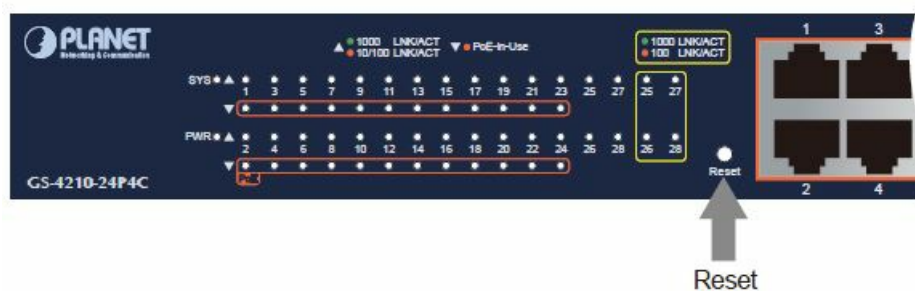 PLANET
Networking & Communication
1000 LNK/ACT
10/100 LNK/ACT
PoE-In-Use
1000 LNK/ACT
100 LNK/ACT
1 3
SYS
1 3 5 7 9 11 13 15 17 19 21 23 25 27 25 27
PWR
2 4 6 8 10 12 14 16 18 20 22 24 26 28 26 28
Reset
GS-4210-24P4C
2 4
Reset